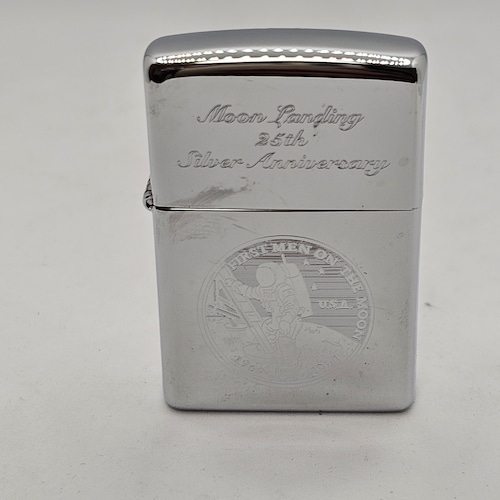 Moon Landing
25th
Silver Anniversary
FIRST MEN ON THE MOON
U.S.A.